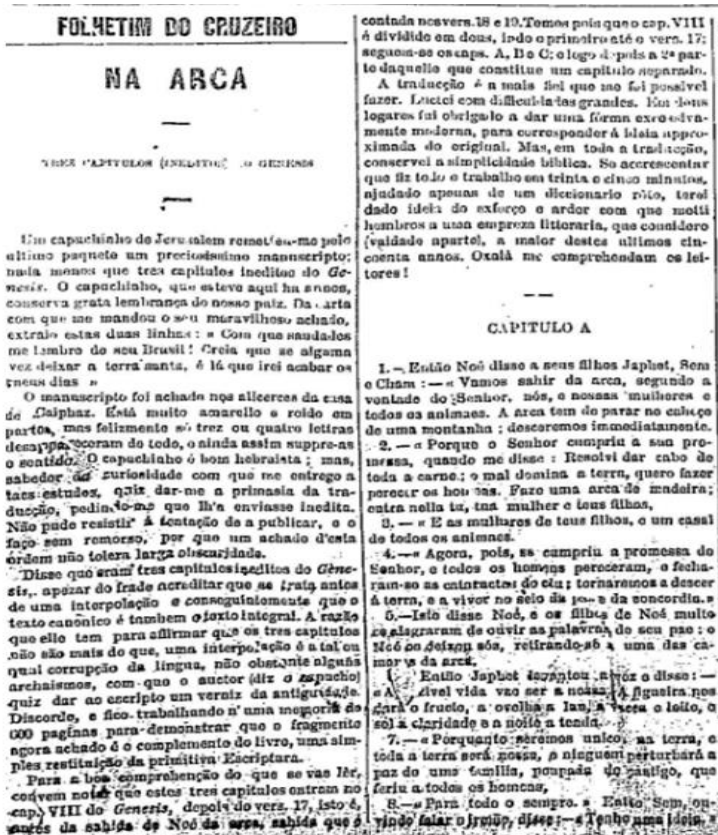 FOLHETIM DO CRUZEIRO
NA ARCA
TRES CAPITULOS (INEDITOS) DO GENESIS
Um capuchinho de Jerusalem remetteu-me pelo
ultimo paquete um preciosissimo manuscripto:
nada menos que tres capitulos ineditos do Ge-
nesis. O capuchinho, que esteve aqui ha annos,
conserva grata lembrança do nosso paiz. Da carta
com que me mandou o seu maravilhoso achado,
extraio estas duas linhas: « Com que saudades
me lembro do seu Brasil! Creia que se algama
vez deixar a terra santa, é lá que irei acabar os
meus dias »
O manuscripto foi achado nos alicerces da casa
de Caiphaz. Está muito amarello e roido em
partes, mas felizmente só trez ou quatro lettras
desappareceram do todo, e ainda assim suppre-as
o sentido. O capuchinho é bom hebraista; mas,
sabedor da curiosidade com que me entrego a
taes estudos, quiz dar-me a primasia da tra-
ducção, pedindo-me que lh'a enviasse inedita.
Não pude resistir á tentação de a publicar, e o
faço sem remorso, por que um achado d'esta
ordem não tolera larga obscuridade.
Disse que eram tres capitulos ineditos do Gene-
sis, apezar do frade acreditar que se trata antes
de uma interpolação e conseguintemente que o
texto canonico é tambem o texto integral. A razão
que elle tem para affirmar que os tres capitulos
não são mais do que, uma interpolação é a tal ou
qual corrupção da lingua, não obstante alguns
archaismos, com que o auctor (diz o capucho)
quiz dar ao escripto um verniz da antiguidade.
Discordo, e fico trabalhando n'uma memoria de
600 paginas para demonstrar que o fragmento
agora achado é o complemento do livro, uma sim-
ples restituição da primitiva Escriptura.
Para a boa comprehenção do que se vae lêr,
convem notar que estes tres capitulos entram no
cap. VIII do Genesis, depois do vers. 17, isto é,
antes da sahida de Noé da arca, sahida que é
contada nos vers. 18 e 19. Temos pois que o cap. VIII
é dividido em dous, indo o primeiro até o vers. 17;
seguem-se os caps. A, B e C; e logo depois a 2ª par-
te daquelle que constitue um capitulo separado.
A traducção é a mais fiel que me foi possivel
fazer. Luctei com difficuldades grandes. Em dous
logares fui obrigado a dar uma fórma excessiva-
mente moderna, para corresponder á ideia appro-
ximada do original. Mas, em toda a traducção,
conservei a simplicidade biblica. Se accrescentar
que fiz todo o trabalho em trinta e cinco minutos,
ajudado apenas de um diccionario rôto, terei
dado ideia do exforço e ardor com que metti
hombros a uma empreza litteraria, que considero
(vaidade aparte), a maior destes ultimos cin-
coenta annos. Oxalá me comprehendam os lei-
tores!
CAPITULO A
1.— Então Noé disse a seus filhos Japhet, Sem
e Cham:—« Vamos sahir da arca, segundo a
vontade do Senhor, nós, e nossas mulheres e
todos os animaes. A arca tem de parar no cabeço
de uma montanha; desceremos immediatamente.
2.—« Porque o Senhor cumpriu a sua pro-
messa, quando me disse: Resolvi dar cabo de
toda a carne; o mal domina a terra, quero fazer
perecer os homens. Faze uma arca de madeira;
entra nella tu, tua mulher e teus filhos.
3.—« E as mulheres de teus filhos, e um casal
de todos os animaes.
4.—« Agora, pois, se cumpriu a promessa do
Senhor, e todos os homens pereceram, e fecha-
ram-se as cataractas do céu; tornaremos a descer
á terra, e a viver no seio da paz e da concordia.»
5.—Isto disse Noé, e os filhos de Noé muito
se alegraram de ouvir as palavras de seu pae; e
Noé os deixou sós, retirando-se a uma das ca-
maras da arca.
Então Japhet levantou a voz e disse:—
« A vida vae ser a nossa. A figueira nos
dará o fructo, a ovelha a lan, a vacca o leite, o
sol a claridade e a noite a tenda.
7.—« Porquanto seremos unicos na terra, e
toda a terra será nossa, e ninguem perturbará a
paz de uma familia, poupada do castigo, que
feriu a todos os homens,
8.—« Para todo o sempre. » Então Sem, ou-
vindo falar o irmão, disse:—« Tenho uma ideia. »